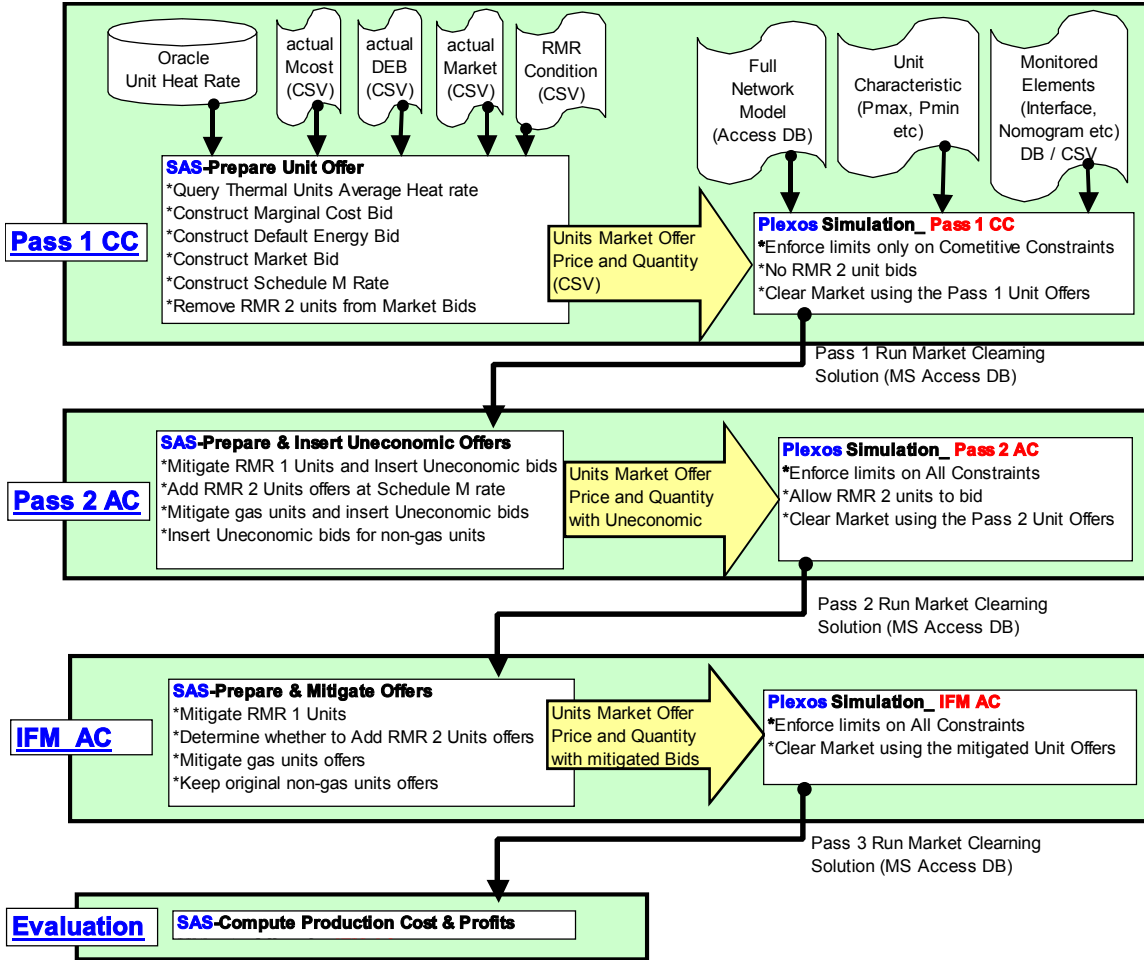 Oracle
Unit Heat Rate
actual
Mcost
(CSV)
actual
DEB
(CSV)
actual
Market
(CSV)
RMR
Condition
(CSV)
Full
Network
Model
(Access DB)
Unit
Characteristic
(Pmax, Pmin
etc)
Monitored
Elements
(Interface,
Nomogram etc)
DB / CSV
Pass 1 CC
SAS-Prepare Unit Offer
*Query Thermal Units Average Heat rate
*Construct Marginal Cost Bid
*Construct Default Energy Bid
*Construct Market Bid
*Construct Schedule M Rate
*Remove RMR 2 units from Market Bids
Units Market Offer
Price and Quantity
(CSV)
Plexos Simulation_ Pass 1 CC
*Enforce limits only on Cometitive Constraints
*No RMR 2 unit bids
*Clear Market using the Pass 1 Unit Offers
Pass 1 Run Market Clearning
Solution (MS Access DB)
Pass 2 AC
SAS-Prepare & Insert Uneconomic Offers
*Mitigate RMR 1 Units and Insert Uneconomic bids
*Add RMR 2 Units offers at Schedule M rate
*Mitigate gas units and insert Uneconomic bids
*Insert Uneconomic bids for non-gas units
Units Market Offer
Price and Quantity
with Uneconomic
Plexos Simulation_ Pass 2 AC
*Enforce limits on All Constraints
*Allow RMR 2 units to bid
*Clear Market using the Pass 2 Unit Offers
Pass 2 Run Market Clearning
Solution (MS Access DB)
IFM AC
SAS-Prepare & Mitigate Offers
*Mitigate RMR 1 Units
*Determine whether to Add RMR 2 Units offers
*Mitigate gas units offers
*Keep original non-gas units offers
Units Market Offer
Price and Quantity
with mitigated Bids
Plexos Simulation_ IFM AC
*Enforce limits on All Constraints
*Clear Market using the mitigated Unit Offers
Pass 3 Run Market Clearning
Solution (MS Access DB)
Evaluation
SAS-Compute Production Cost & Profits